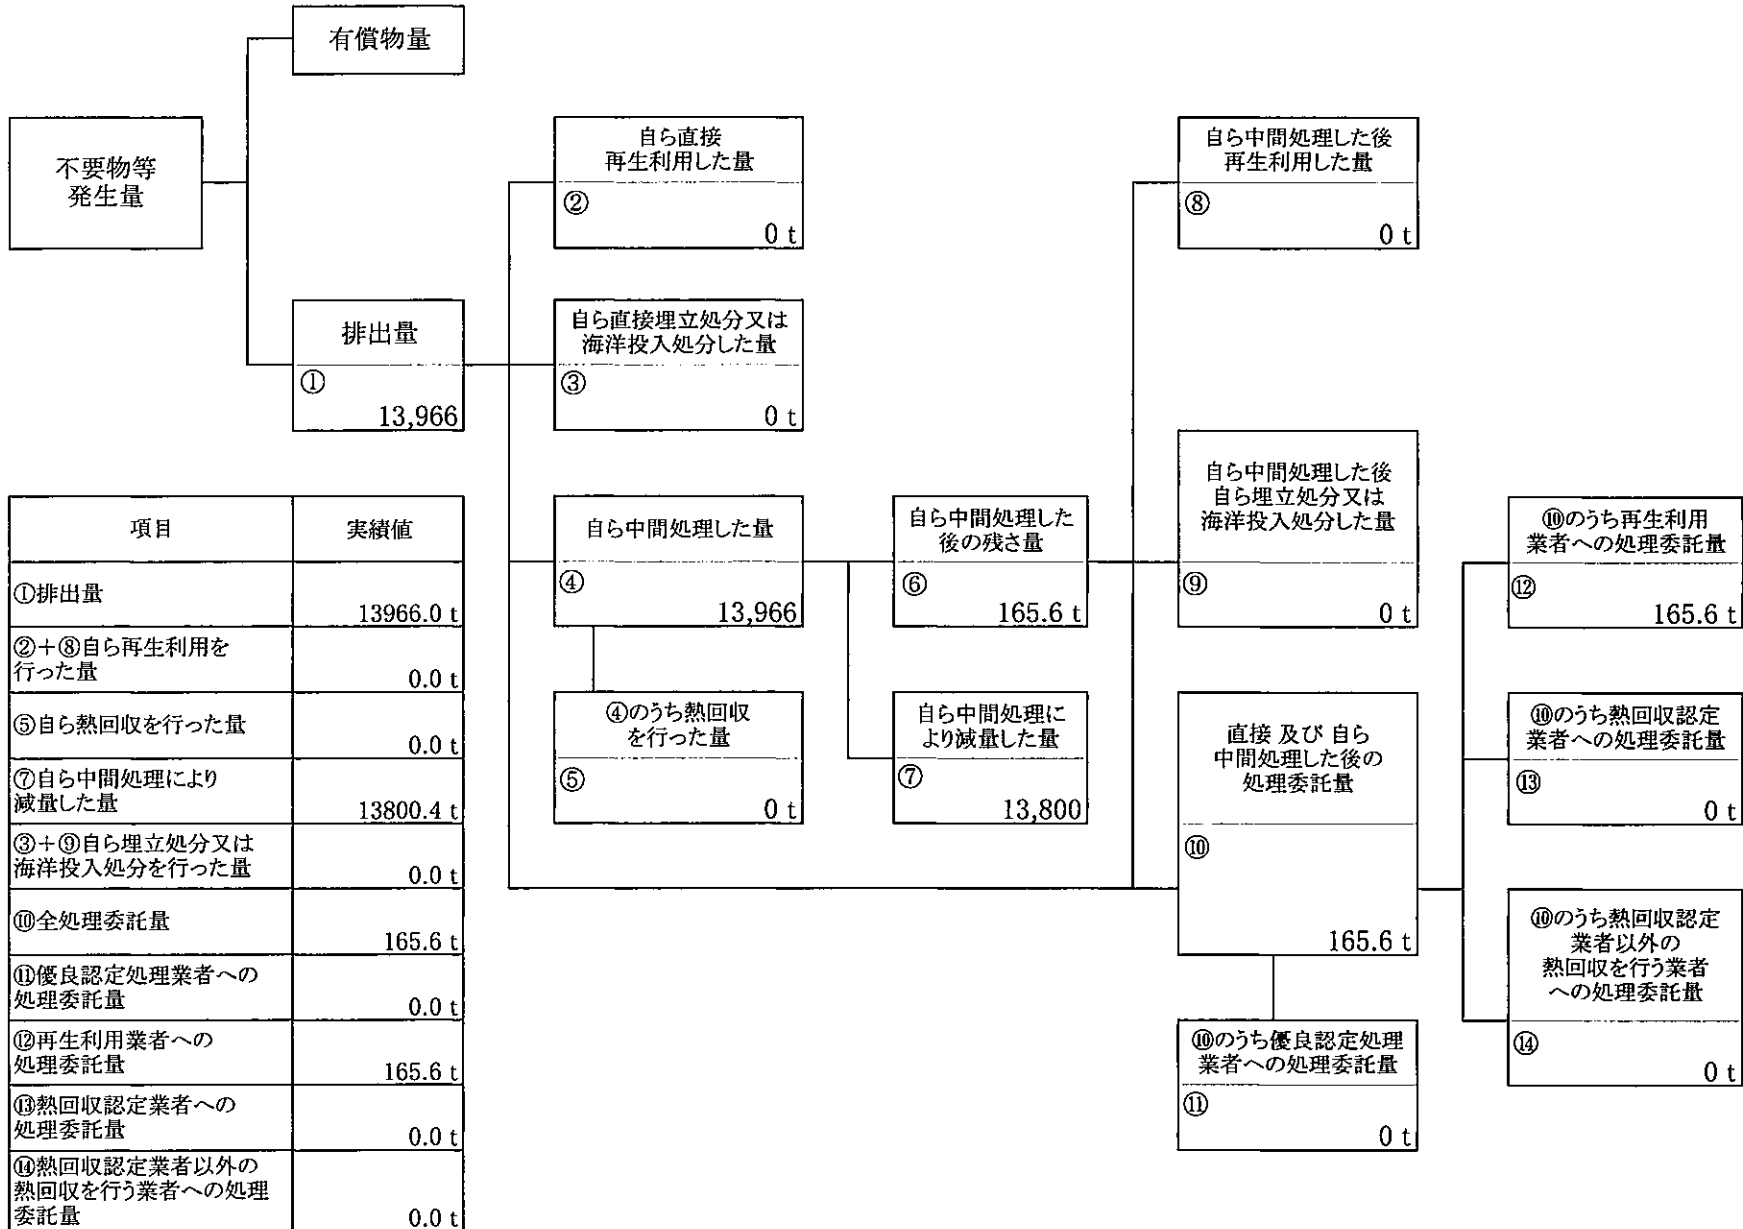 有償物量
不要物等
発生量
自ら直接
再生利用した量
②
0 t
自ら中間処理した後
再生利用した量
⑧
0 t
排出量
①
13,966
自ら直接埋立処分又は
海洋投入処分した量
③
0 t
自ら中間処理した量
④
13,966
自ら中間処理した
後の残さ量
⑥
165.6 t
自ら中間処理した後
自ら埋立処分又は
海洋投入処分した量
⑨
0 t
⑩のうち再生利用
業者への処理委託量
⑫
165.6 t
④のうち熱回収
を行った量
⑤
0 t
自ら中間処理に
より減量した量
⑦
13,800
直接 及び 自ら
中間処理した後の
処理委託量
⑩
165.6 t
⑩のうち熱回収認定
業者への処理委託量
⑬
0 t
⑩のうち熱回収認定
業者以外の
熱回収を行う業者
への処理委託量
⑭
0 t
⑩のうち優良認定処理
業者への処理委託量
⑪
0 t
項目 実績値
①排出量
13966.0 t
②+⑧自ら再生利用を
行った量
0.0 t
⑤自ら熱回収を行った量
0.0 t
⑦自ら中間処理により
減量した量
13800.4 t
③+⑨自ら埋立処分又は
海洋投入処分を行った量
0.0 t
⑩全処理委託量
165.6 t
⑪優良認定処理業者への
処理委託量
0.0 t
⑫再生利用業者への
処理委託量
165.6 t
⑬熱回収認定業者への
処理委託量
0.0 t
⑭熱回収認定業者以外の
熱回収を行う業者への処理
委託量
0.0 t